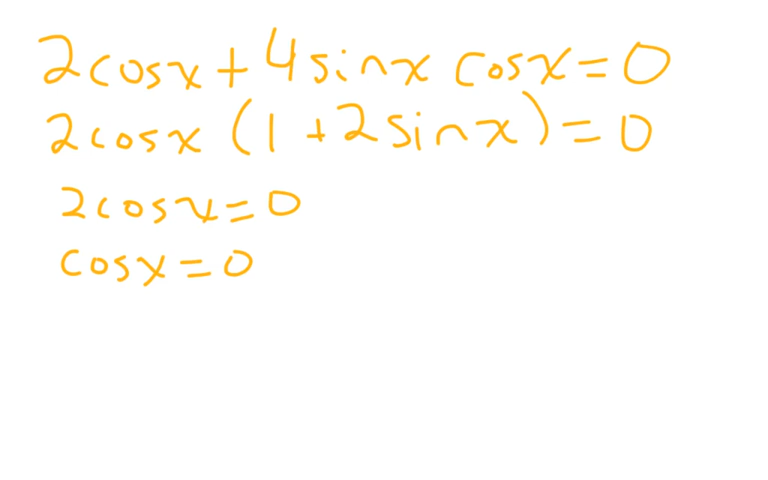 2cosx+4sinx cosx=0
2cosx (1+2sinx)=0
2cosx=0
cosx=0